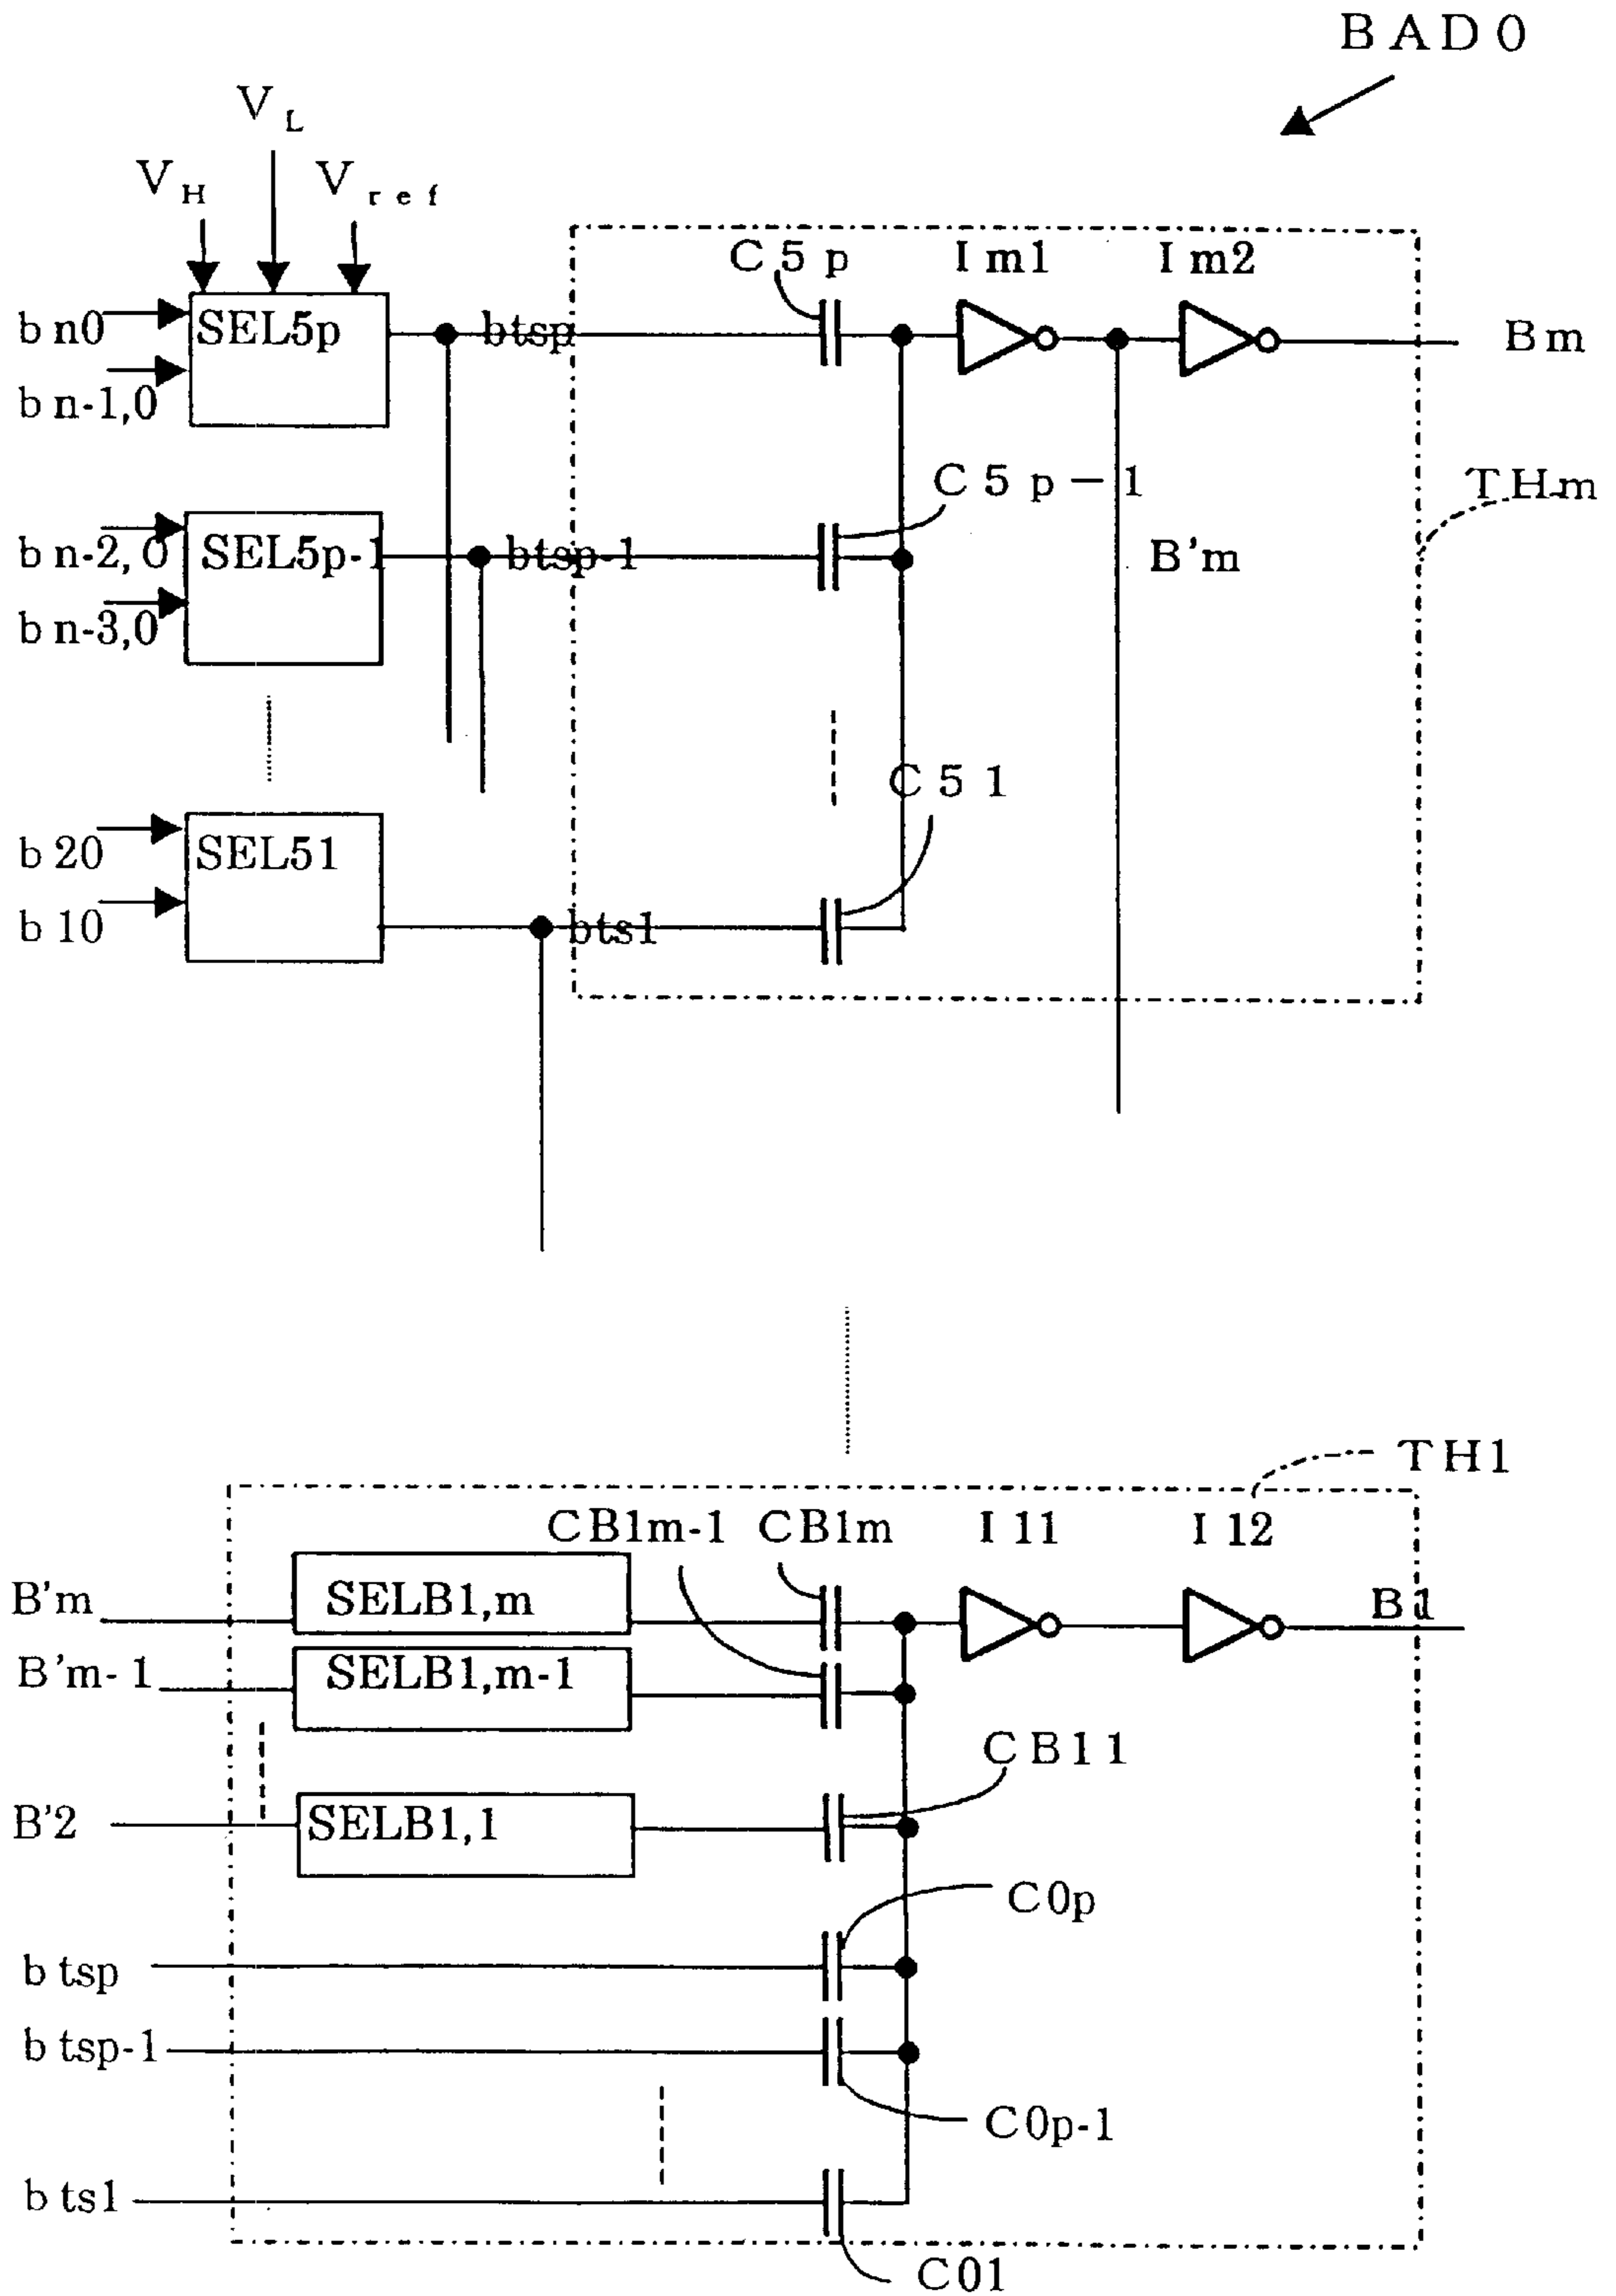 BAD0
VL
VH Vref
C5p Im1 Im2
bn0 SEL5p btsp Bm
bn-1,0
C5p-1 THm
bn-2,0 SEL5p-1 btsp-1 B'm
bn-3,0
C51
b20 SEL51
b10 bts1
TH1
CB1m-1 CB1m I11 I12
B'm SELB1,m B1
B'm-1 SELB1,m-1
CB11
B'2 SELB1,1
C0p
btsp
btsp-1
C0p-1
bts1
C01